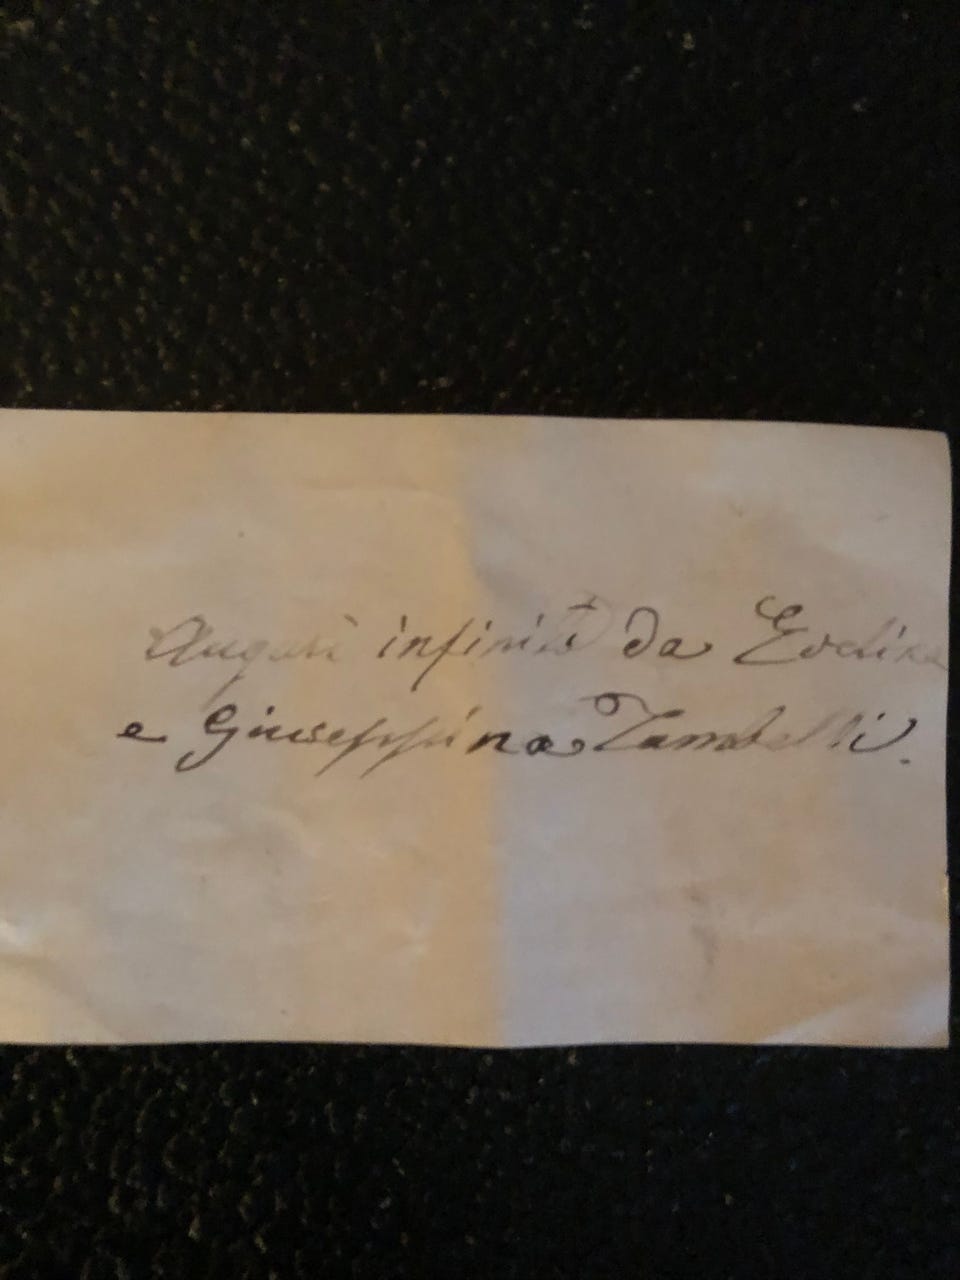 Auguri infiniti da Evelina
e Giuseppina Zambelli.